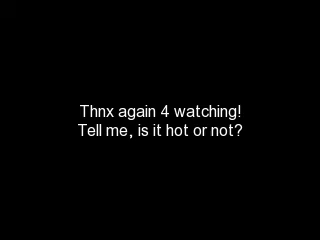 Thnx again 4 watching!
Tell me, is it hot or not?